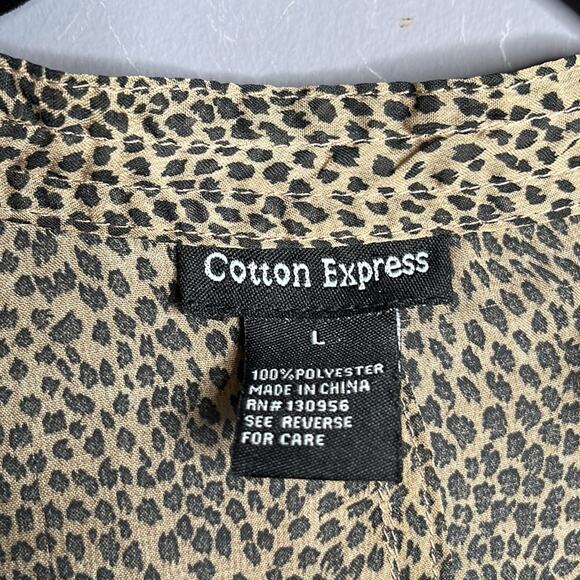 Cotton Express
L
100%POLYESTER
MADE IN CHINA
RN# 130956
SEE REVERSE
FOR CARE